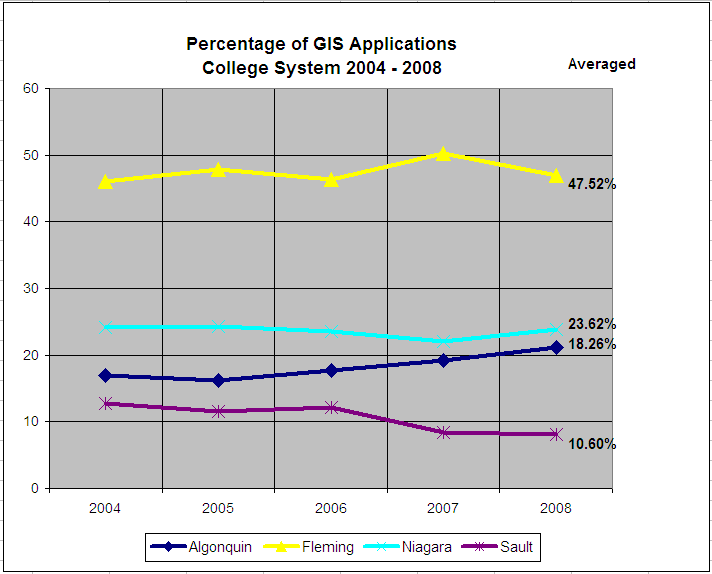 Percentage of GIS Applications
College System 2004 - 2008
Averaged
60
50
40
30
20
10
0
47.52%
23.62%
18.26%
10.60%
2004 2005 2006 2007 2008
Algonquin Fleming Niagara Sault